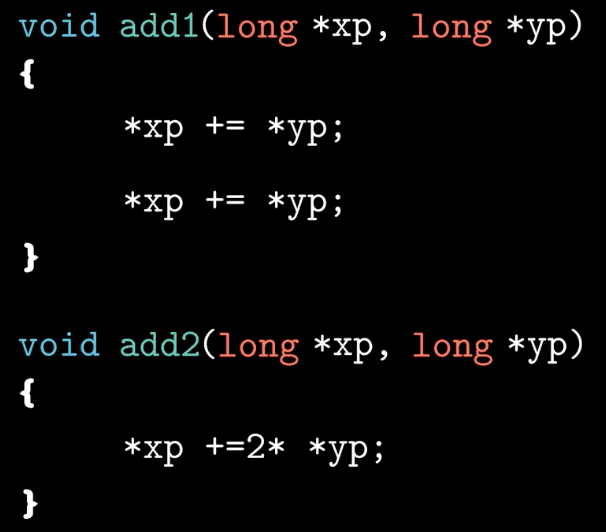 void add1(long *xp, long *yp)
{
*xp += *yp;
*xp += *yp;
}
void add2(long *xp, long *yp)
{
*xp +=2* *yp;
}